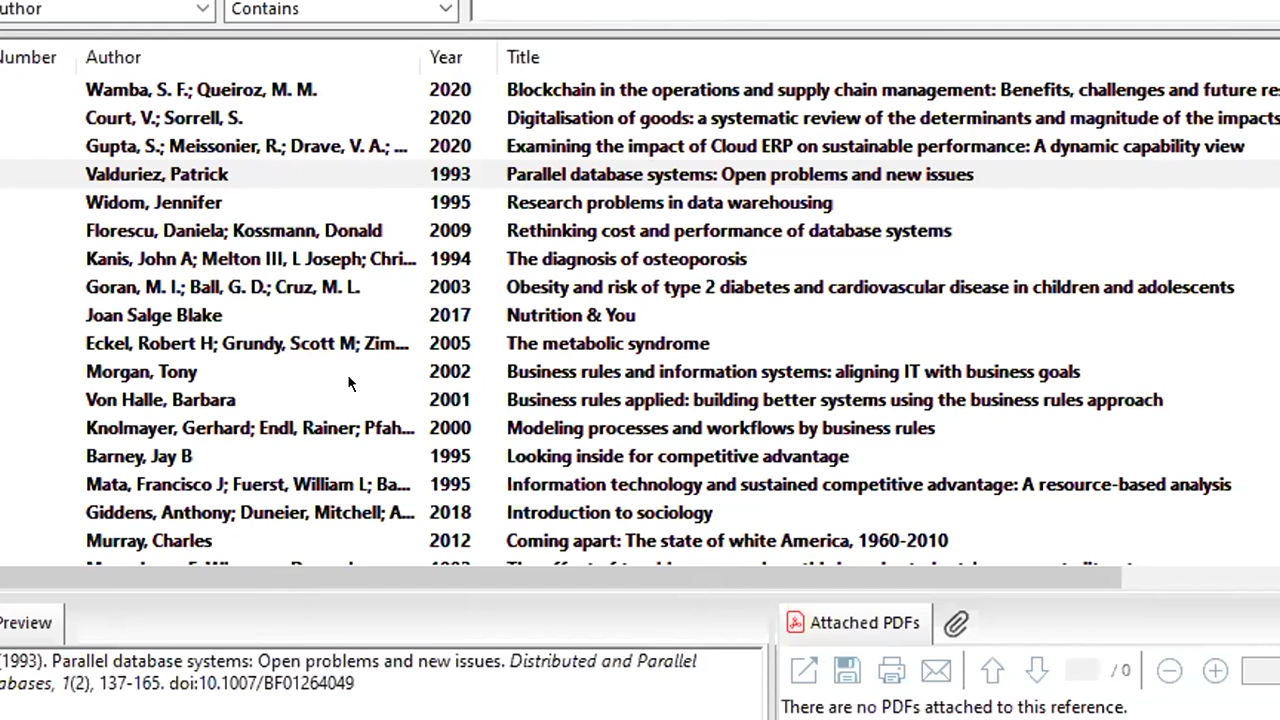 uthor Contains
Number Author Year Title
Wamba, S. F.; Queiroz, M. M. 2020 Blockchain in the operations and supply chain management: Benefits, challenges and future re
Court, V.; Sorrell, S. 2020 Digitalisation of goods: a systematic review of the determinants and magnitude of the impacts
Gupta, S.; Meissonier, R.; Drave, V. A.; ... 2020 Examining the impact of Cloud ERP on sustainable performance: A dynamic capability view
Valduriez, Patrick 1993 Parallel database systems: Open problems and new issues
Widom, Jennifer 1995 Research problems in data warehousing
Florescu, Daniela; Kossmann, Donald 2009 Rethinking cost and performance of database systems
Kanis, John A; Melton III, L Joseph; Chri... 1994 The diagnosis of osteoporosis
Goran, M. I.; Ball, G. D.; Cruz, M. L. 2003 Obesity and risk of type 2 diabetes and cardiovascular disease in children and adolescents
Joan Salge Blake 2017 Nutrition & You
Eckel, Robert H; Grundy, Scott M; Zim... 2005 The metabolic syndrome
Morgan, Tony 2002 Business rules and information systems: aligning IT with business goals
Von Halle, Barbara 2001 Business rules applied: building better systems using the business rules approach
Knolmayer, Gerhard; Endl, Rainer; Pfah... 2000 Modeling processes and workflows by business rules
Barney, Jay B 1995 Looking inside for competitive advantage
Mata, Francisco J; Fuerst, William L; Ba... 1995 Information technology and sustained competitive advantage: A resource-based analysis
Giddens, Anthony; Duneier, Mitchell; A... 2018 Introduction to sociology
Murray, Charles 2012 Coming apart: The state of white America, 1960-2010
Preview
(1993). Parallel database systems: Open problems and new issues. Distributed and Parallel
abases, 1(2), 137-165. doi:10.1007/BF01264049
Attached PDFs
/ 0
There are no PDFs attached to this reference.